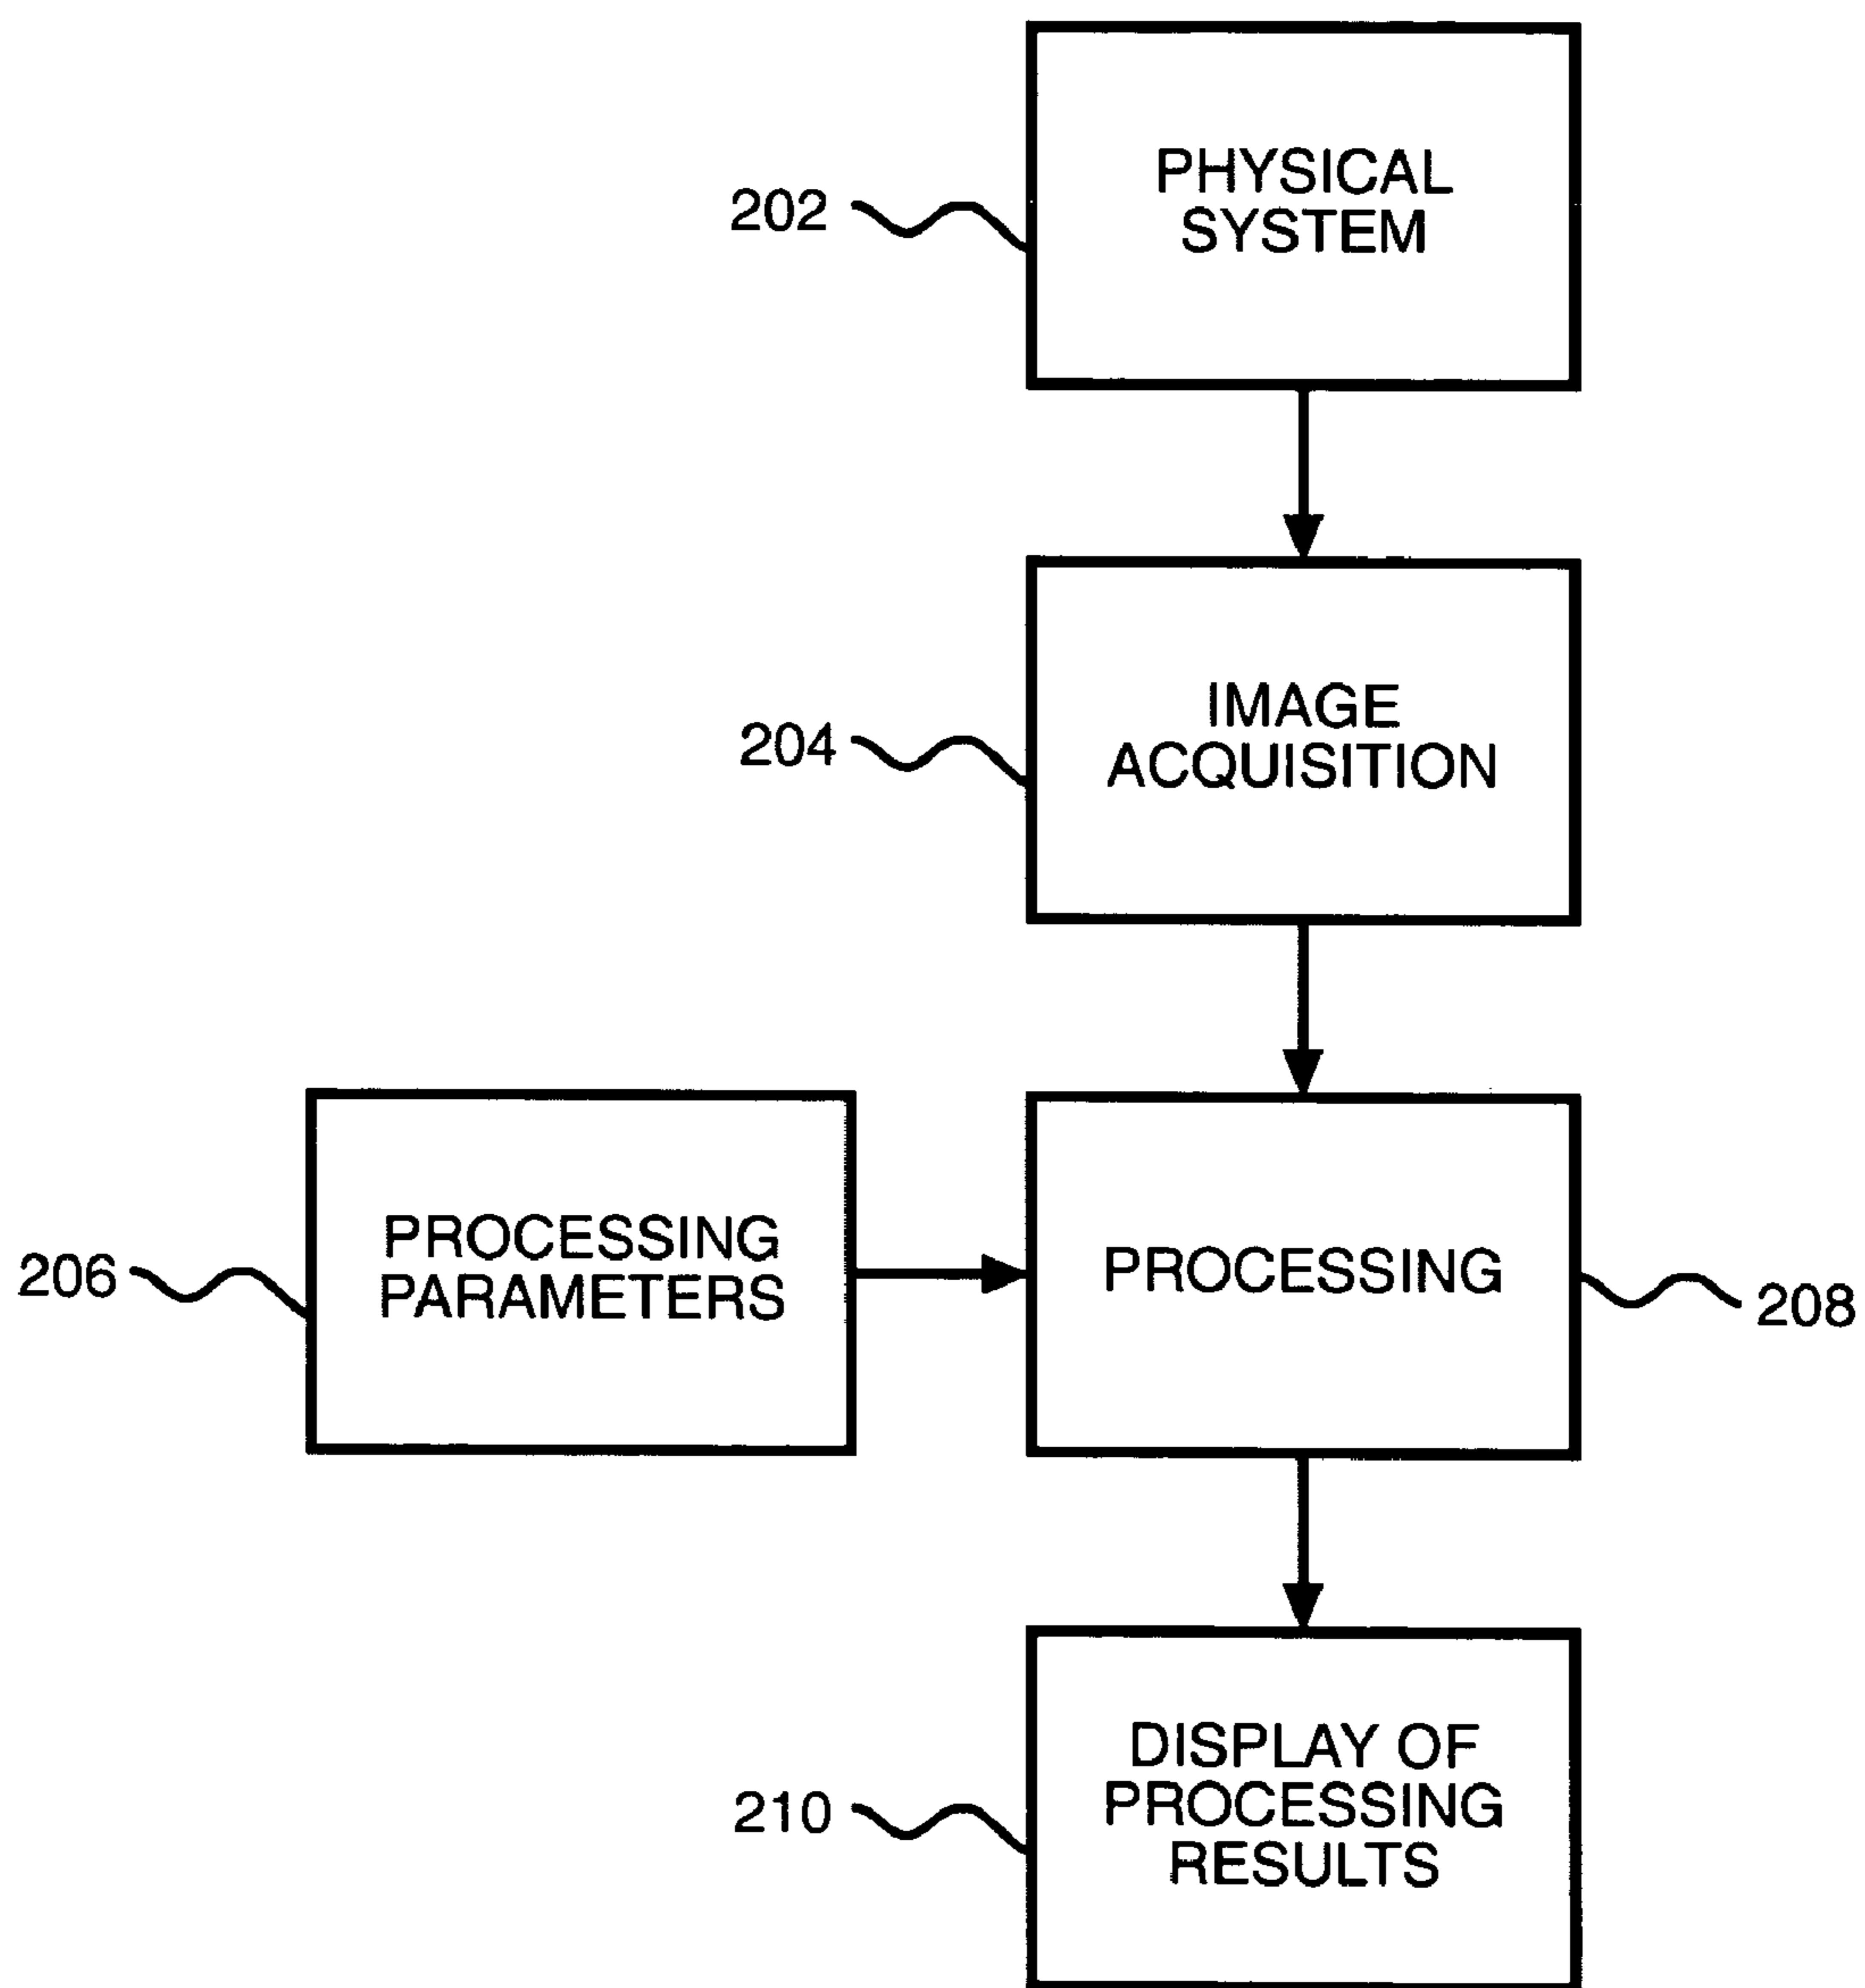 PHYSICAL
SYSTEM
202
IMAGE
ACQUISITION
204
PROCESSING
PARAMETERS
206
PROCESSING
208
DISPLAY OF
PROCESSING
RESULTS
210